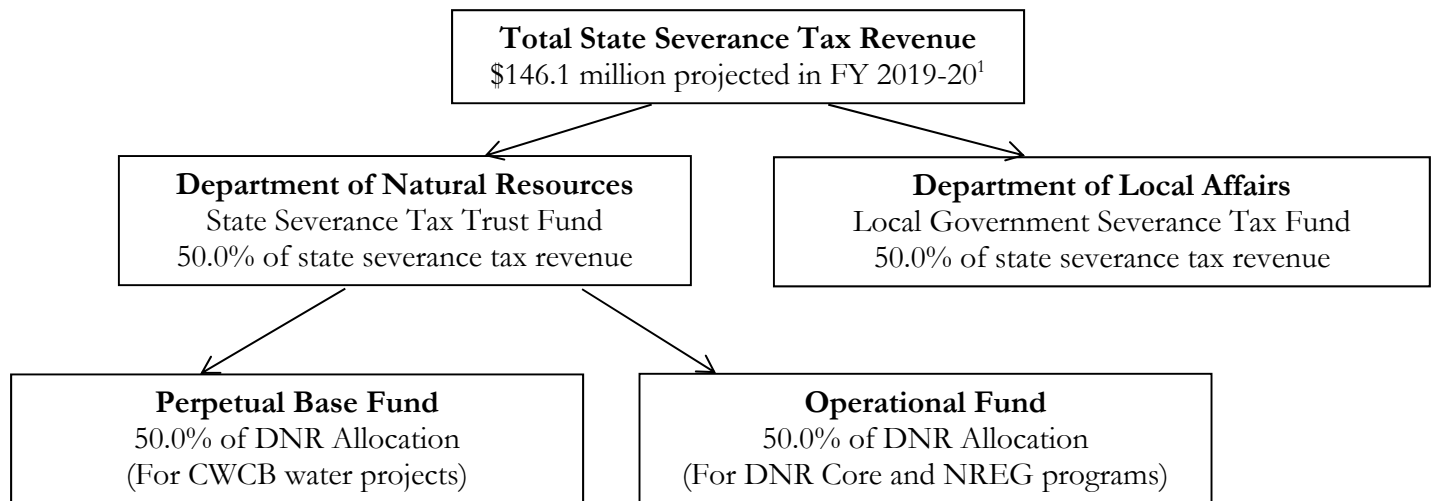 Total State Severance Tax Revenue
$146.1 million projected in FY 2019-20¹
Department of Natural Resources
State Severance Tax Trust Fund
50.0% of state severance tax revenue
Department of Local Affairs
Local Government Severance Tax Fund
50.0% of state severance tax revenue
Perpetual Base Fund
50.0% of DNR Allocation
(For CWCB water projects)
Operational Fund
50.0% of DNR Allocation
(For DNR Core and NREG programs)